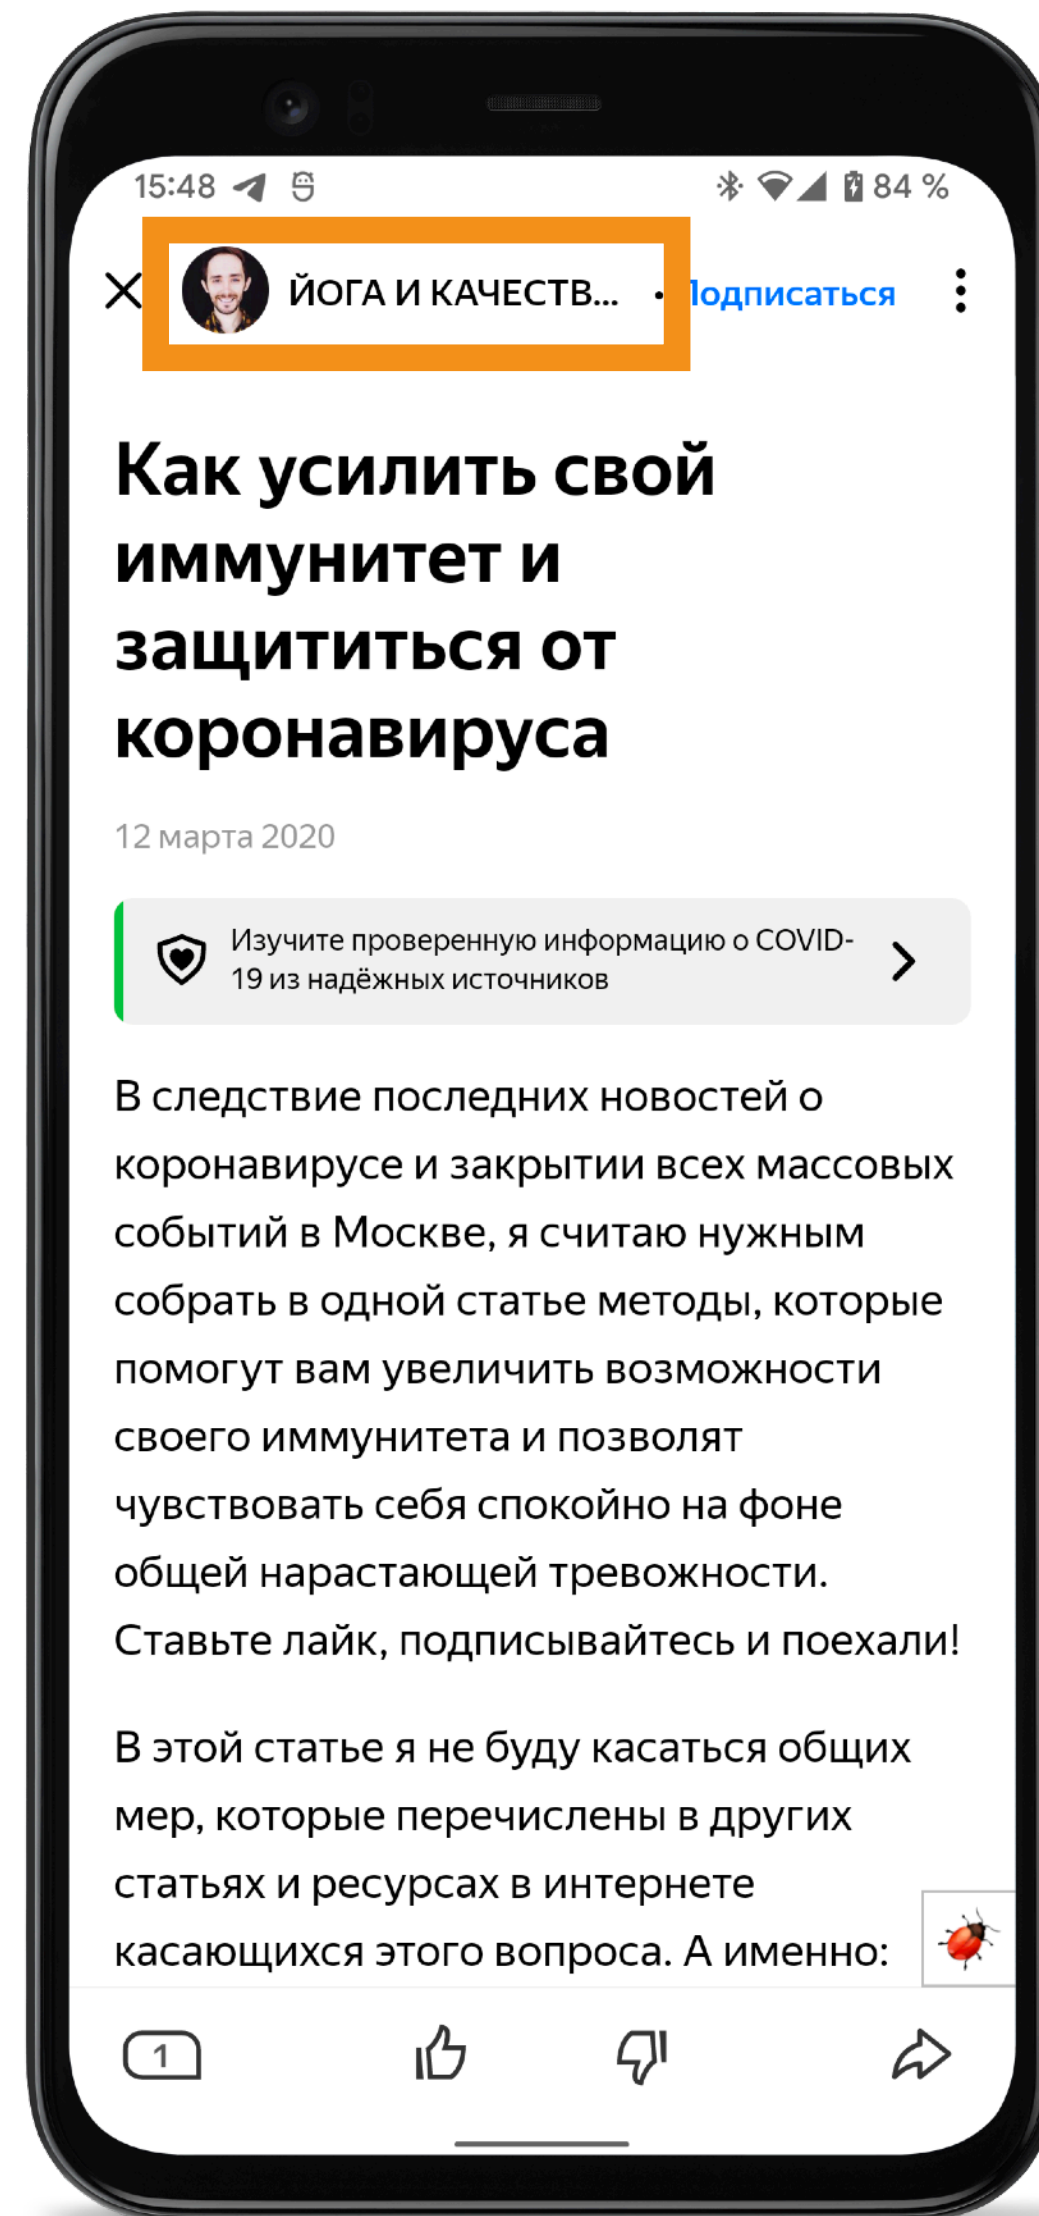 15:48 84 %
ЙОГА И КАЧЕСТВ... • Подписаться
Как усилить свой
иммунитет и
защититься от
коронавируса
12 марта 2020
Изучите проверенную информацию о COVID-
19 из надёжных источников
В следствие последних новостей о
коронавирусе и закрытии всех массовых
событий в Москве, я считаю нужным
собрать в одной статье методы, которые
помогут вам увеличить возможности
своего иммунитета и позволят
чувствовать себя спокойно на фоне
общей нарастающей тревожности.
Ставьте лайк, подписывайтесь и поехали!
В этой статье я не буду касаться общих
мер, которые перечислены в других
статьях и ресурсах в интернете
касающихся этого вопроса. А именно:
1